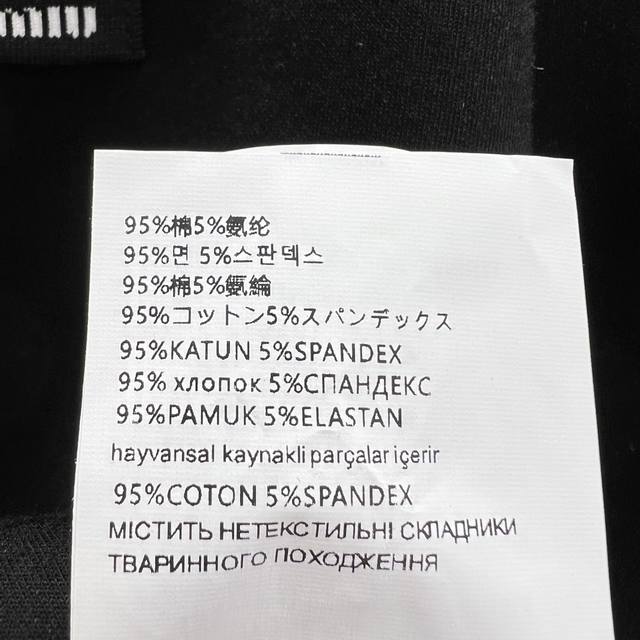 95%棉5%氨纶
95%면 5%스판덱스
95%棉5%氨綸
95%コットン5%スパンデックス
95%KATUN 5%SPANDEX
95% хлопок 5%СПАНДЕКС
95%PAMUK 5%ELASTAN
hayvansal kaynakli parçalar içerir
95%COTON 5%SPANDEX
МІСТИТЬ НЕТЕКСТИЛЬНІ СКЛАДНИКИ
ТВАРИННОГО ПОХОДЖЕННЯ